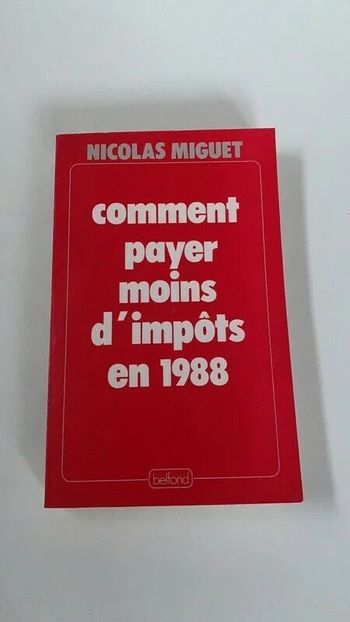 NICOLAS MIGUET
comment
payer
moins
d'impôts
en 1988
belfond